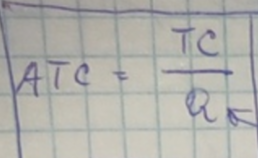 ATC = TC / Q